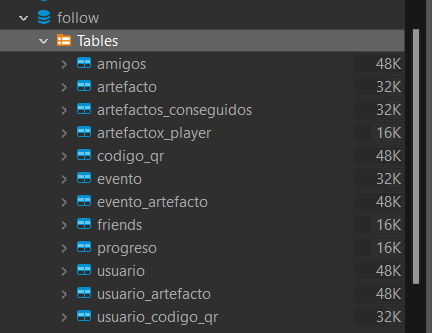 follow
Tables
amigos 48K
artefacto 32K
artefactos_conseguidos 32K
artefactox_player 16K
codigo_qr 48K
evento 32K
evento_artefacto 48K
friends 16K
progreso 16K
usuario 48K
usuario_artefacto 48K
usuario_codigo_qr 32K